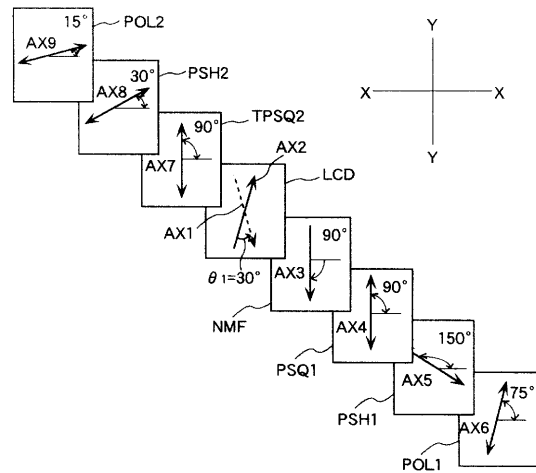 15° POL2
AX9
30° PSH2
AX8
90° TPSQ2
AX7
AX2
LCD
AX1
θ1=30°
90°
AX3
NMF
90°
AX4
PSQ1
150°
AX5
PSH1
75°
AX6
POL1
Y
X X
Y